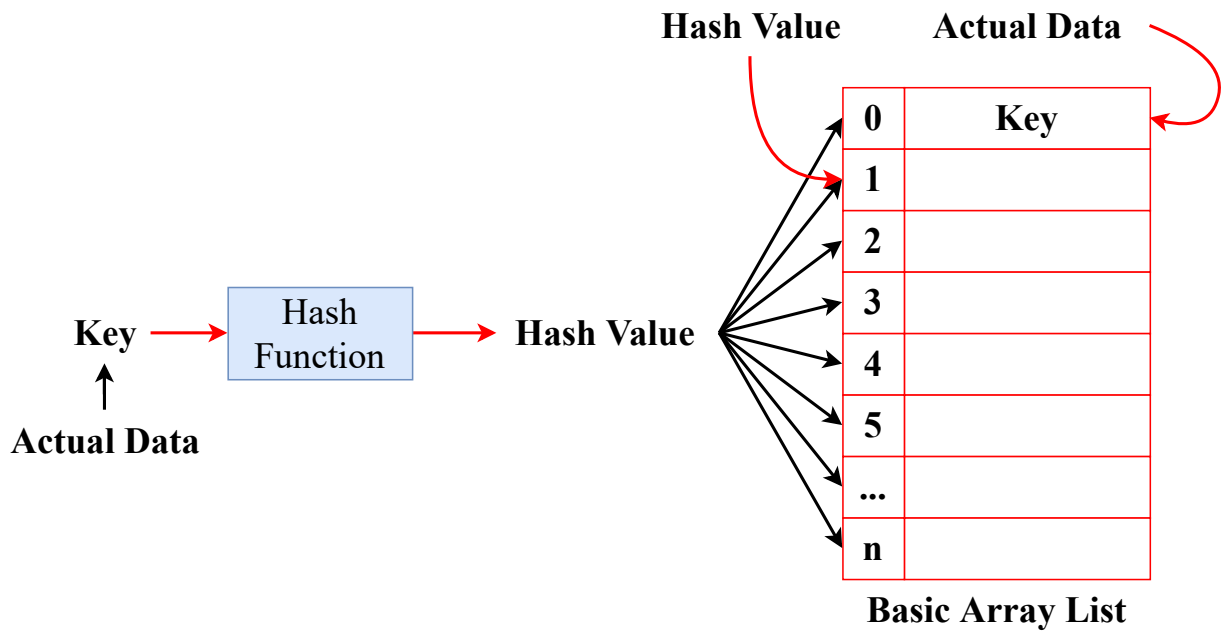 Hash Value Actual Data
0 Key
1
2
3
4
5
...
n
Key
Hash
Function
Hash Value
Actual Data
Basic Array List